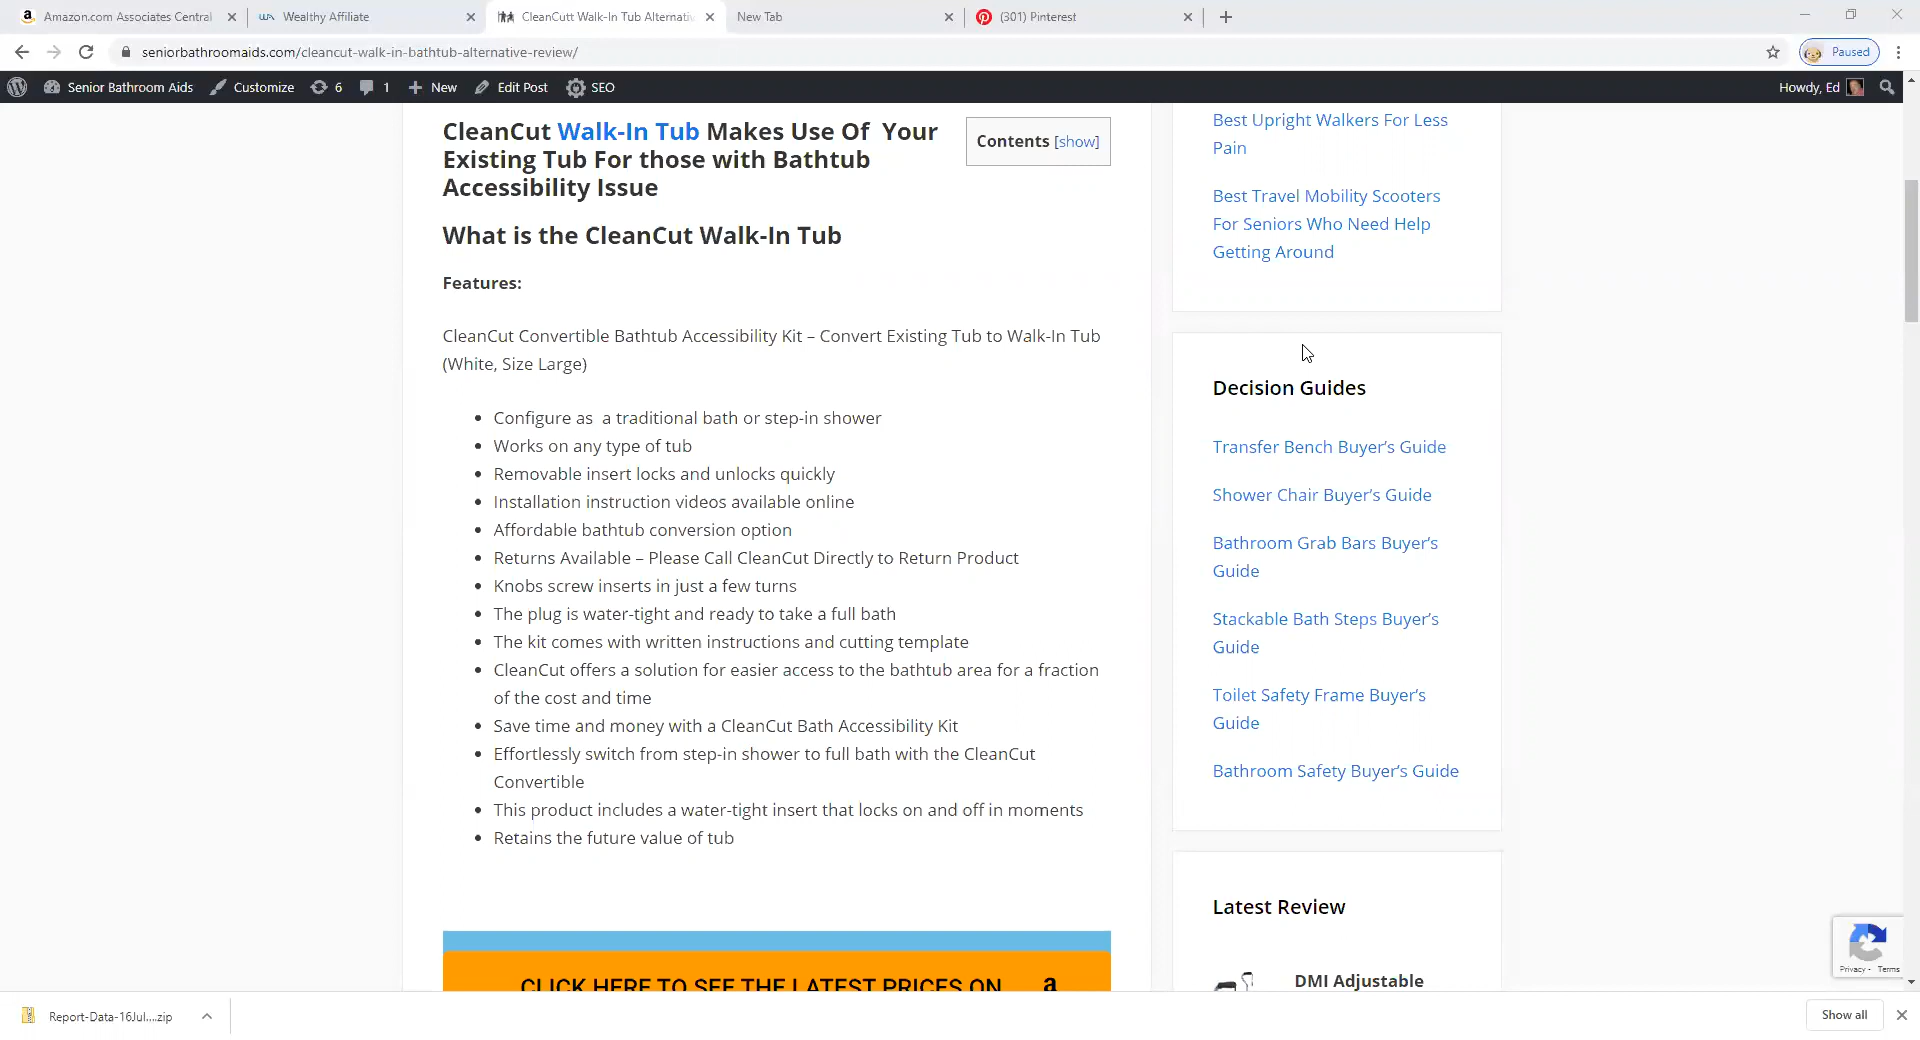 Amazon.com Associates Central
Wealthy Affiliate
CleanCutt Walk-In Tub Alternativ
New Tab
(301) Pinterest
seniorbathroomaids.com/cleancut-walk-in-bathtub-alternative-review/
Paused
Senior Bathroom Aids
Customize
6
1
New
Edit Post
SEO
Howdy, Ed
CleanCut Walk-In Tub Makes Use Of  Your
Existing Tub For those with Bathtub
Accessibility Issue
Contents [show]
What is the CleanCut Walk-In Tub
Features:
CleanCut Convertible Bathtub Accessibility Kit – Convert Existing Tub to Walk-In Tub
(White, Size Large)
• Configure as  a traditional bath or step-in shower
• Works on any type of tub
• Removable insert locks and unlocks quickly
• Installation instruction videos available online
• Affordable bathtub conversion option
• Returns Available – Please Call CleanCut Directly to Return Product
• Knobs screw inserts in just a few turns
• The plug is water-tight and ready to take a full bath
• The kit comes with written instructions and cutting template
• CleanCut offers a solution for easier access to the bathtub area for a fraction
of the cost and time
• Save time and money with a CleanCut Bath Accessibility Kit
• Effortlessly switch from step-in shower to full bath with the CleanCut
Convertible
• This product includes a water-tight insert that locks on and off in moments
• Retains the future value of tub
CLICK HERE TO SEE THE LATEST PRICES ON
Best Upright Walkers For Less
Pain
Best Travel Mobility Scooters
For Seniors Who Need Help
Getting Around
Decision Guides
Transfer Bench Buyer’s Guide
Shower Chair Buyer’s Guide
Bathroom Grab Bars Buyer’s
Guide
Stackable Bath Steps Buyer’s
Guide
Toilet Safety Frame Buyer’s
Guide
Bathroom Safety Buyer’s Guide
Latest Review
DMI Adjustable
Privacy - Terms
Report-Data-16Jul....zip
Show all